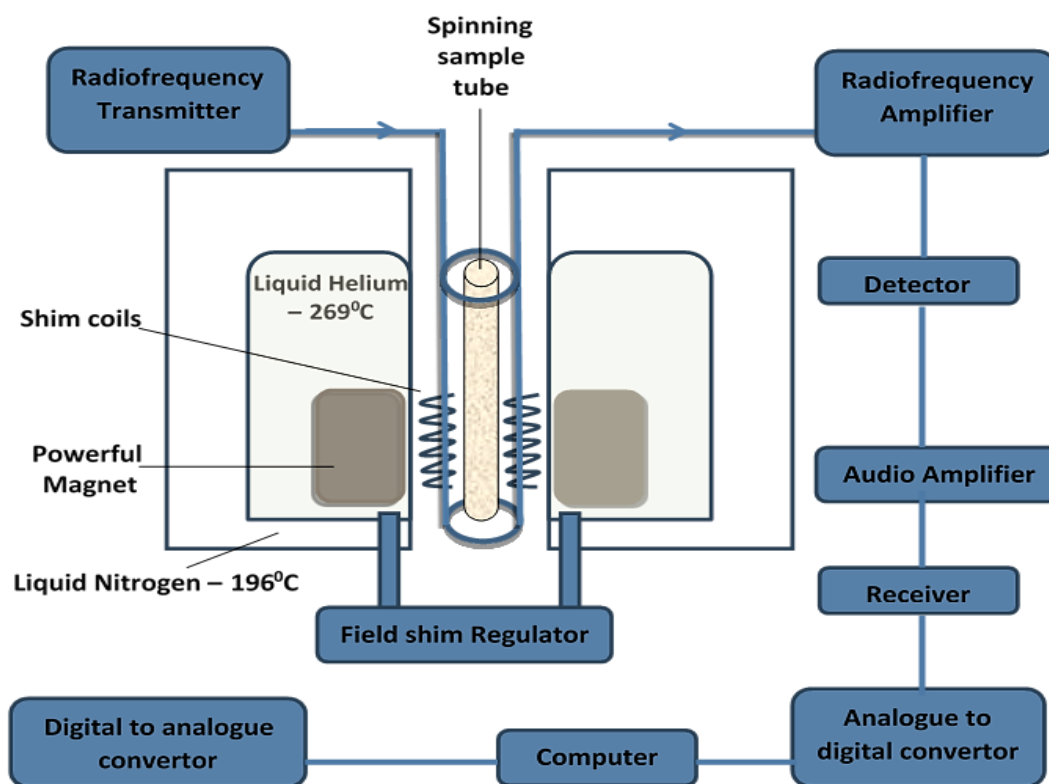 Spinning
sample
tube
Radiofrequency
Transmitter
Radiofrequency
Amplifier
Liquid Helium
– 269⁰C
Detector
Shim coils
Powerful
Magnet
Audio Amplifier
Liquid Nitrogen – 196⁰C
Receiver
Field shim Regulator
Digital to analogue
convertor
Computer
Analogue to
digital convertor